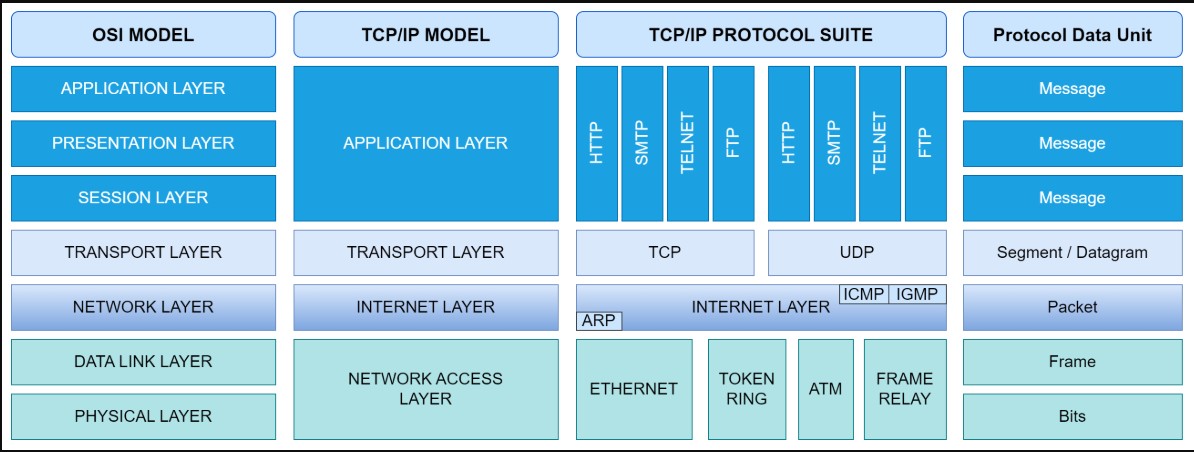 OSI MODEL
TCP/IP MODEL
TCP/IP PROTOCOL SUITE
Protocol Data Unit
APPLICATION LAYER
PRESENTATION LAYER
SESSION LAYER
APPLICATION LAYER
HTTP
SMTP
TELNET
FTP
HTTP
SMTP
TELNET
FTP
Message
Message
Message
TRANSPORT LAYER
TRANSPORT LAYER
TCP
UDP
Segment / Datagram
NETWORK LAYER
INTERNET LAYER
INTERNET LAYER
ICMP
IGMP
ARP
Packet
DATA LINK LAYER
PHYSICAL LAYER
NETWORK ACCESS
LAYER
ETHERNET
TOKEN
RING
ATM
FRAME
RELAY
Frame
Bits